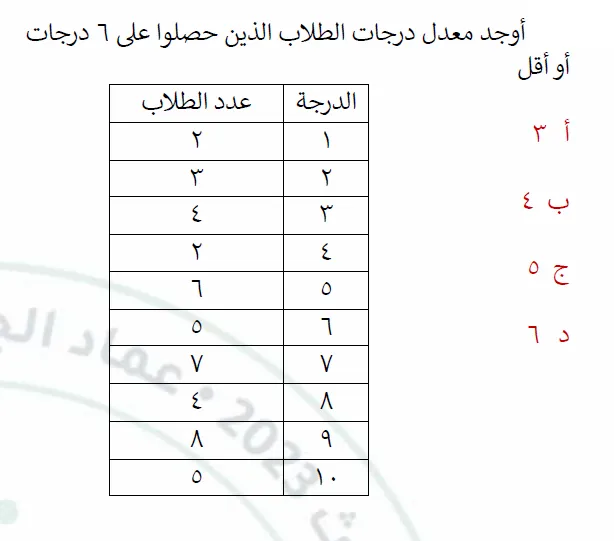 أوجد معدل درجات الطلاب الذين حصلوا على ٦ درجات
أو أقل
أ ٣
ب ٤
ج ٥
د ٦
الدرجة عدد الطلاب
١ ٢
٢ ٣
٣ ٤
٤ ٢
٥ ٦
٦ ٥
٧ ٧
٨ ٤
٩ ٨
١٠ ٥
عماد
2023